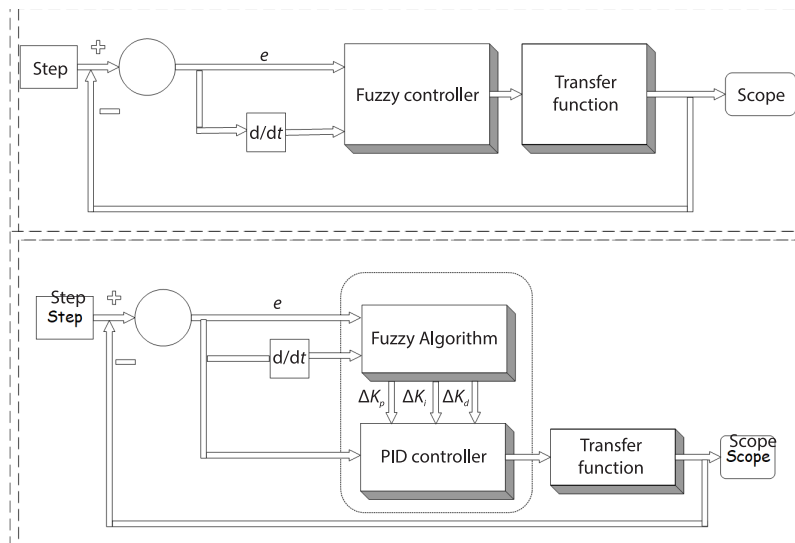 +
Step
e
Fuzzy controller
Transfer
function
Scope
d/dt
−
+
Step
Step
e
Fuzzy Algorithm
d/dt
−
ΔKp ΔKi ΔKd
PID controller
Transfer
function
Scope
Scope